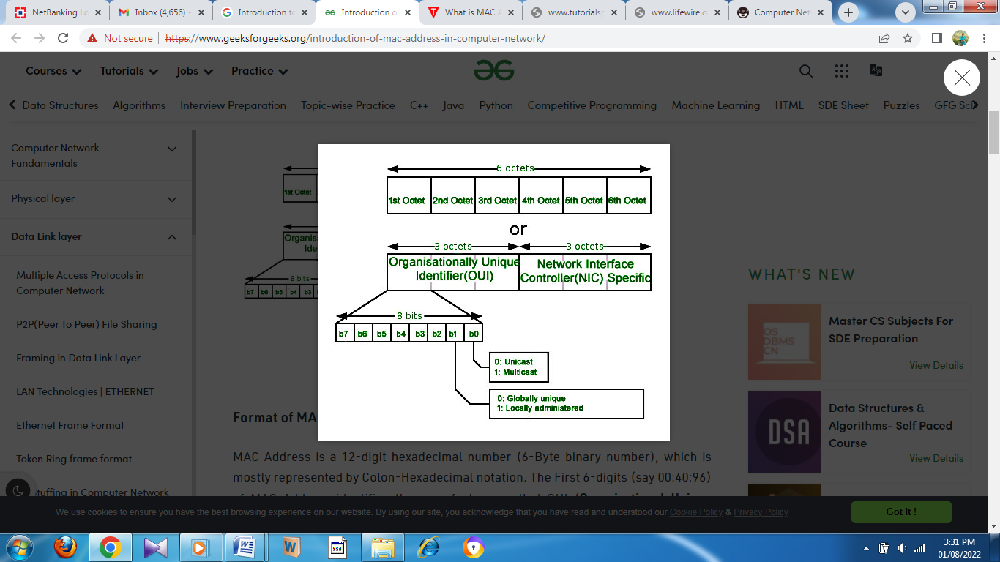 NetBanking Lo
Inbox (4,656) -
Introduction to
Introduction o
What is MAC A
www.tutorialsp
www.lifewire.c
Computer Net
Not secure
https://www.geeksforgeeks.org/introduction-of-mac-address-in-computer-network/
Courses
Tutorials
Jobs
Practice
Data Structures
Algorithms
Interview Preparation
Topic-wise Practice
C++
Java
Python
Competitive Programming
Machine Learning
HTML
SDE Sheet
Puzzles
GFG Sch
Computer Network
Fundamentals
Physical layer
Data Link layer
Multiple Access Protocols in
Computer Network
P2P(Peer To Peer) File Sharing
Framing in Data Link Layer
LAN Technologies | ETHERNET
Ethernet Frame Format
Token Ring frame format
tuffing in Computer Network
1st Octet
Organis
Ide
8 bits
b7 b6 b5 b4 b3
6 octets
1st Octet 2nd Octet 3rd Octet 4th Octet 5th Octet 6th Octet
or
3 octets 3 octets
Organisationally Unique
Identifier(OUI)
Network Interface
Controller(NIC) Specific
8 bits
b7 b6 b5 b4 b3 b2 b1 b0
0: Unicast
1: Multicast
0: Globally unique
1: Locally administered
Format of MA
MAC Address is a 12-digit hexadecimal number (6-Byte binary number), which is
mostly represented by Colon-Hexadecimal notation. The First 6-digits (say 00:40:96)
WHAT'S NEW
OS
DBMS
CN
Master CS Subjects For
SDE Preparation
View Details
DSA
Data Structures &
Algorithms- Self Paced
Course
View Details
We use cookies to ensure you have the best browsing experience on our website. By using our site, you acknowledge that you have read and understood our Cookie Policy & Privacy Policy
Got It !
3:31 PM
01/08/2022